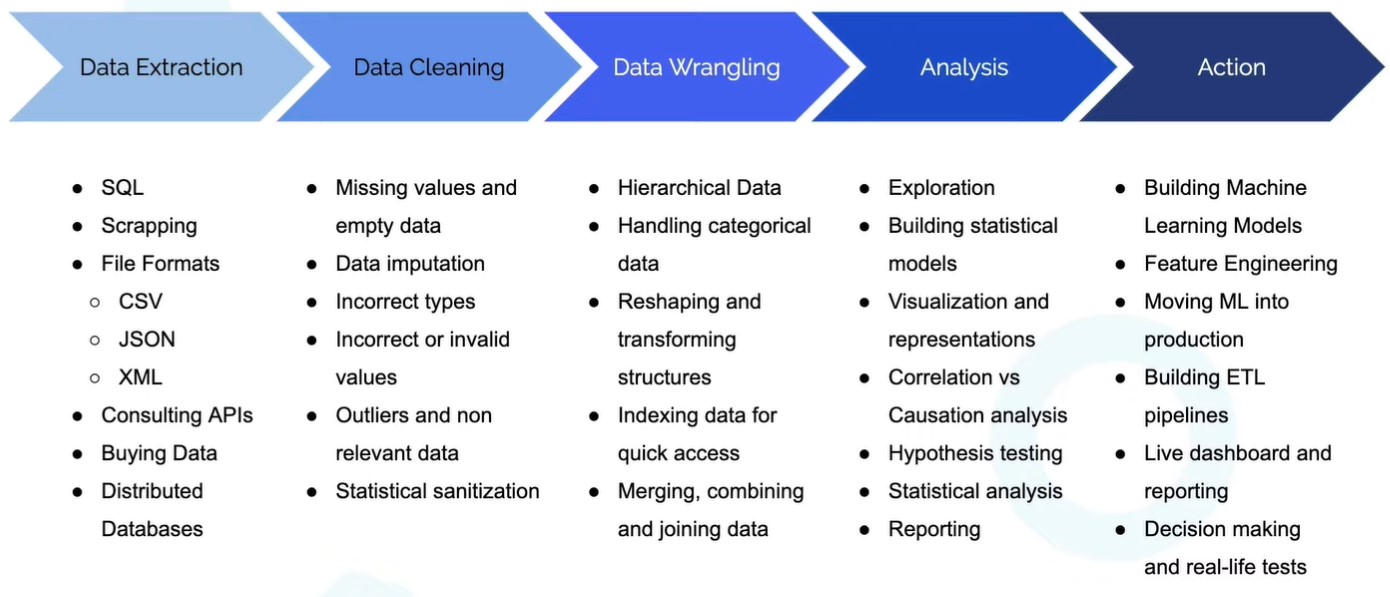 Data Extraction
Data Cleaning
Data Wrangling
Analysis
Action
● SQL
● Scrapping
● File Formats
○ CSV
○ JSON
○ XML
● Consulting APIs
● Buying Data
● Distributed
Databases
● Missing values and
empty data
● Data imputation
● Incorrect types
● Incorrect or invalid
values
● Outliers and non
relevant data
● Statistical sanitization
● Hierarchical Data
● Handling categorical
data
● Reshaping and
transforming
structures
● Indexing data for
quick access
● Merging, combining
and joining data
● Exploration
● Building statistical
models
● Visualization and
representations
● Correlation vs
Causation analysis
● Hypothesis testing
● Statistical analysis
● Reporting
● Building Machine
Learning Models
● Feature Engineering
● Moving ML into
production
● Building ETL
pipelines
● Live dashboard and
reporting
● Decision making
and real-life tests